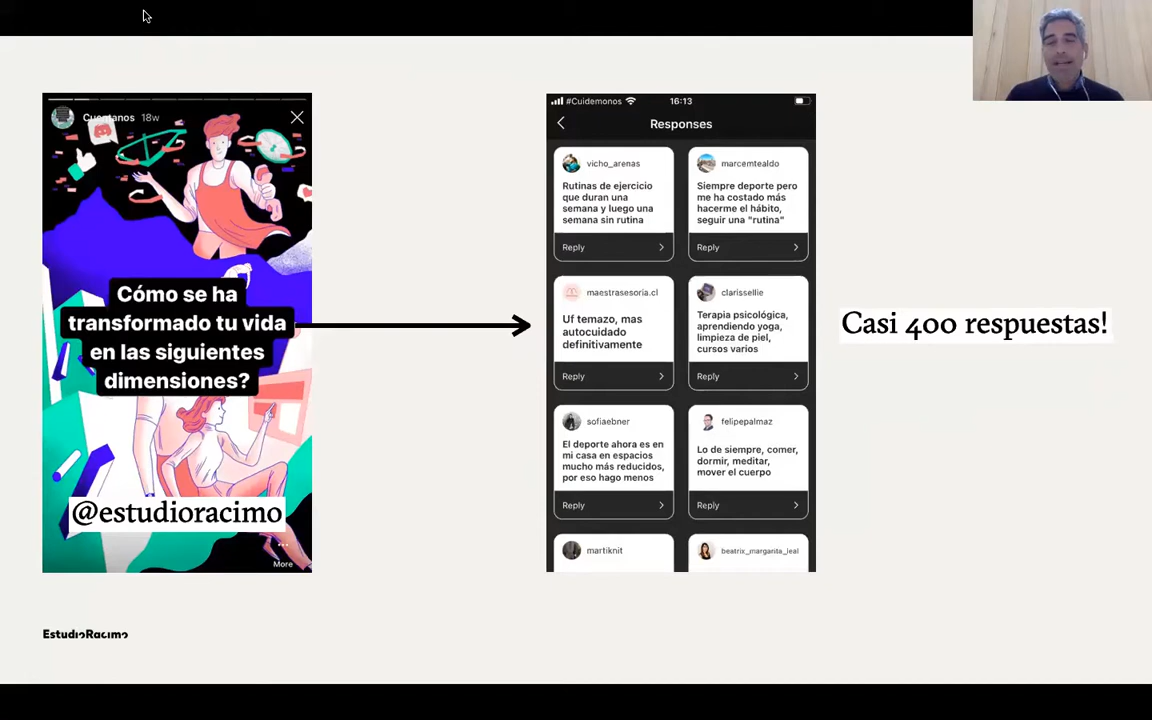 Cuéntanos 18w
Cómo se ha
transformado tu vida
en las siguientes
dimensiones?
@estudioracimo
More
#Cuidemonos 16:13
Responses
vicho_arenas
Rutinas de ejercicio
que duran una
semana y luego una
semana sin rutina
Reply
marcemtealdo
Siempre deporte pero
me ha costado más
hacerme el hábito,
seguir una "rutina"
Reply
maestrasesoria.cl
Uf temazo, mas
autocuidado
definitivamente
Reply
clarissellie
Terapia psicológica,
aprendiendo yoga,
limpieza de piel,
cursos varios
Reply
sofiaebner
El deporte ahora es en
mi casa en espacios
mucho más reducidos,
por eso hago menos
Reply
felipepalmaz
Lo de siempre, comer,
dormir, meditar,
mover el cuerpo
Reply
martiknit
beatrix_margarita_leal
Casi 400 respuestas!
EstudioRacimo